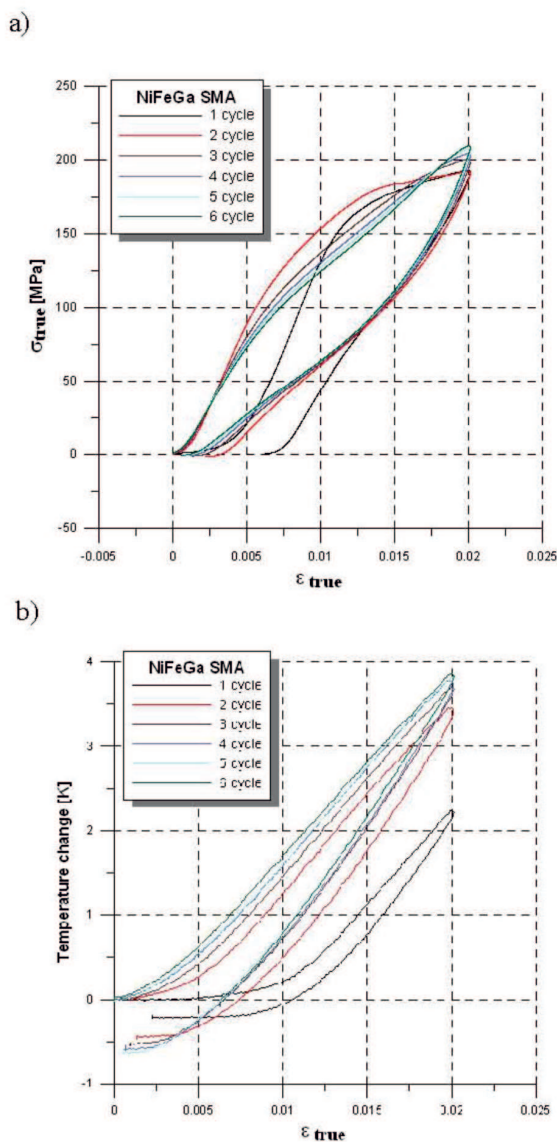 a)
250
NiFeGa SMA
1 cycle
2 cycle
3 cycle
4 cycle
5 cycle
6 cycle
200
150
100
50
0
-50
σtrue [MPa]
-0.005 0 0.005 0.01 0.015 0.02 0.025
ε true
b)
4
NiFeGa SMA
1 cycle
2 cycle
3 cycle
4 cycle
5 cycle
6 cycle
3
2
1
0
-1
Temperature change [K]
0 0.005 0.01 0.015 0.02 0.025
ε true